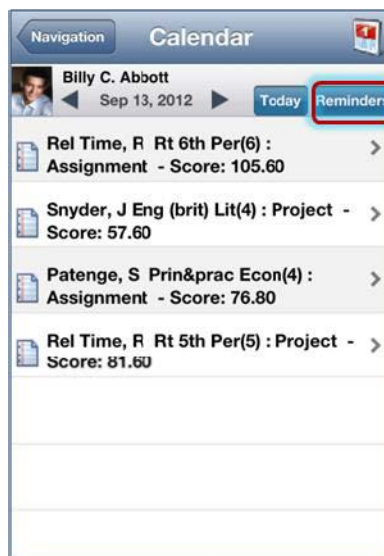 Navigation
Calendar
1
Billy C. Abbott
Sep 13, 2012
Today
Reminders
Rel Time, R Rt 6th Per(6) :
Assignment - Score: 105.60
Snyder, J Eng (brit) Lit(4) : Project -
Score: 57.60
Patenge, S Prin&prac Econ(4) :
Assignment - Score: 76.80
Rel Time, R Rt 5th Per(5) : Project -
Score: 81.60